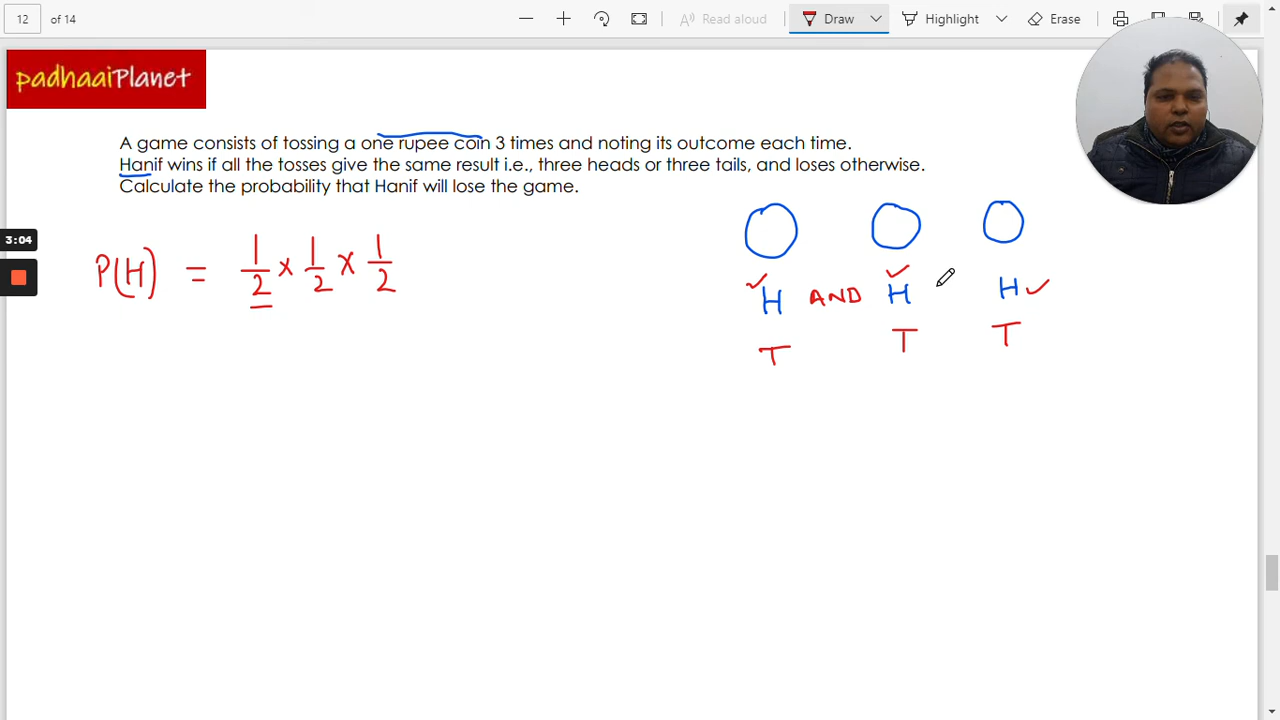 12 of 14
Read aloud
Draw
Highlight
Erase
padhaaiPlanet
A game consists of tossing a one rupee coin 3 times and noting its outcome each time.
Hanif wins if all the tosses give the same result i.e., three heads or three tails, and loses otherwise.
Calculate the probability that Hanif will lose the game.
3:04
P(H) = 1/2 × 1/2 × 1/2
H AND H H
T T T